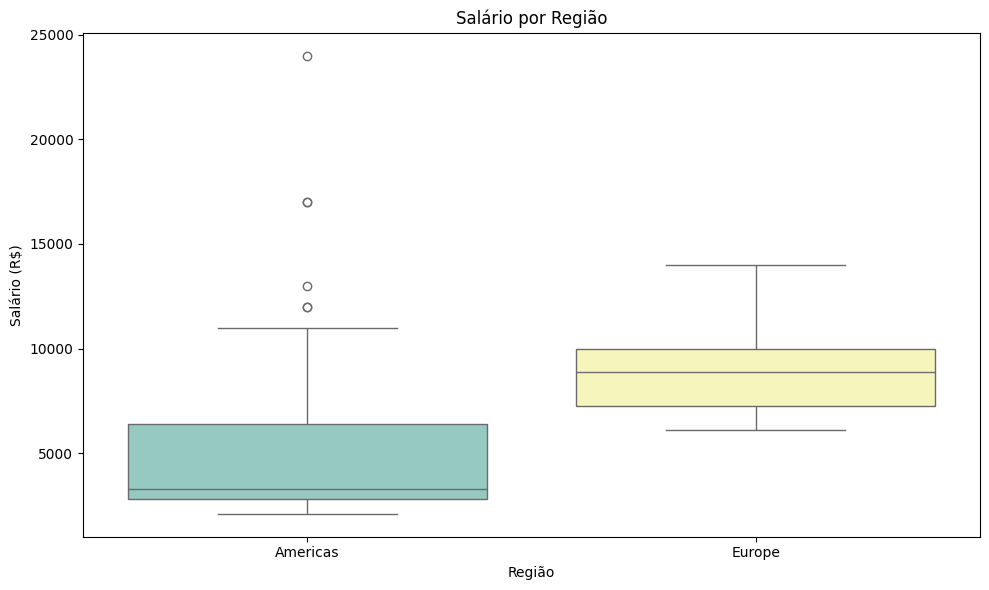 Salário por Região
25000
20000
15000
10000
5000
Salário (R$)
Americas
Europe
Região